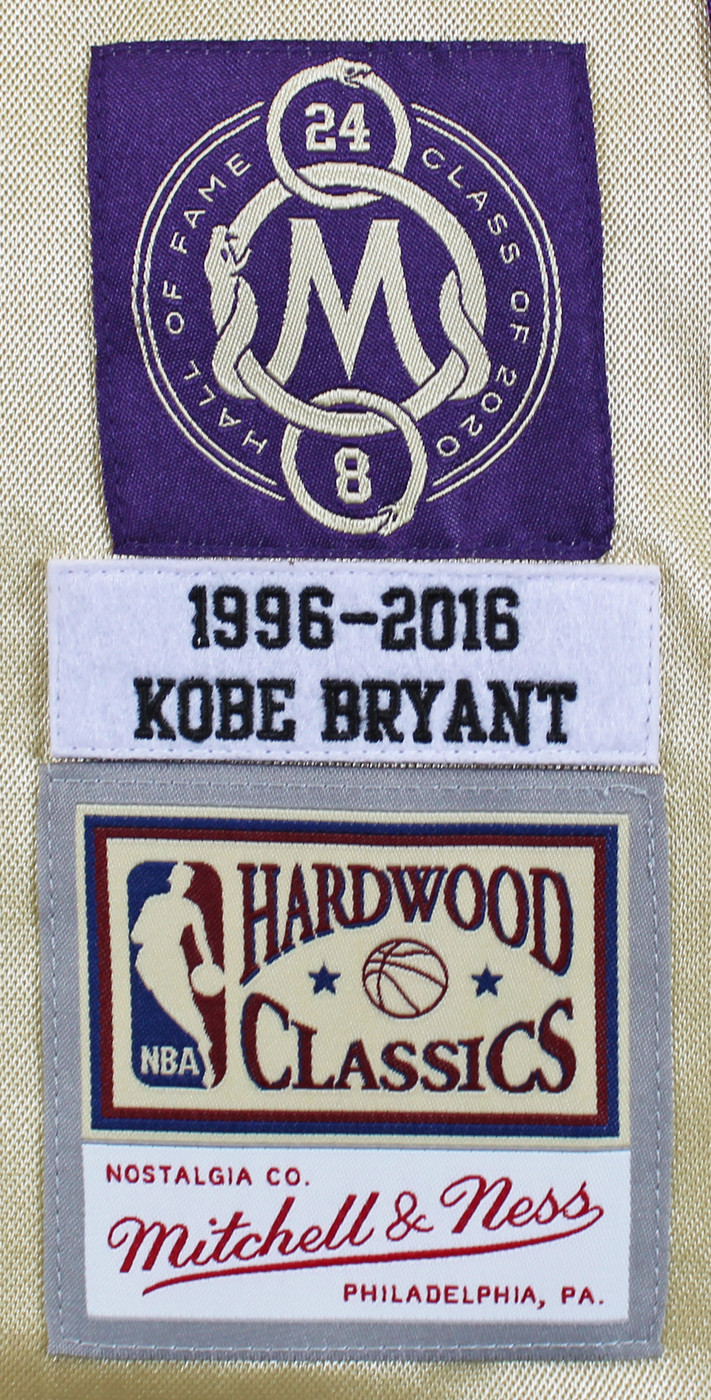 24
HALL OF FAME
CLASS OF 2020
M
8
1996-2016
KOBE BRYANT
HARDWOOD
CLASSICS
NBA
NOSTALGIA CO.
Mitchell & Ness
PHILADELPHIA, PA.